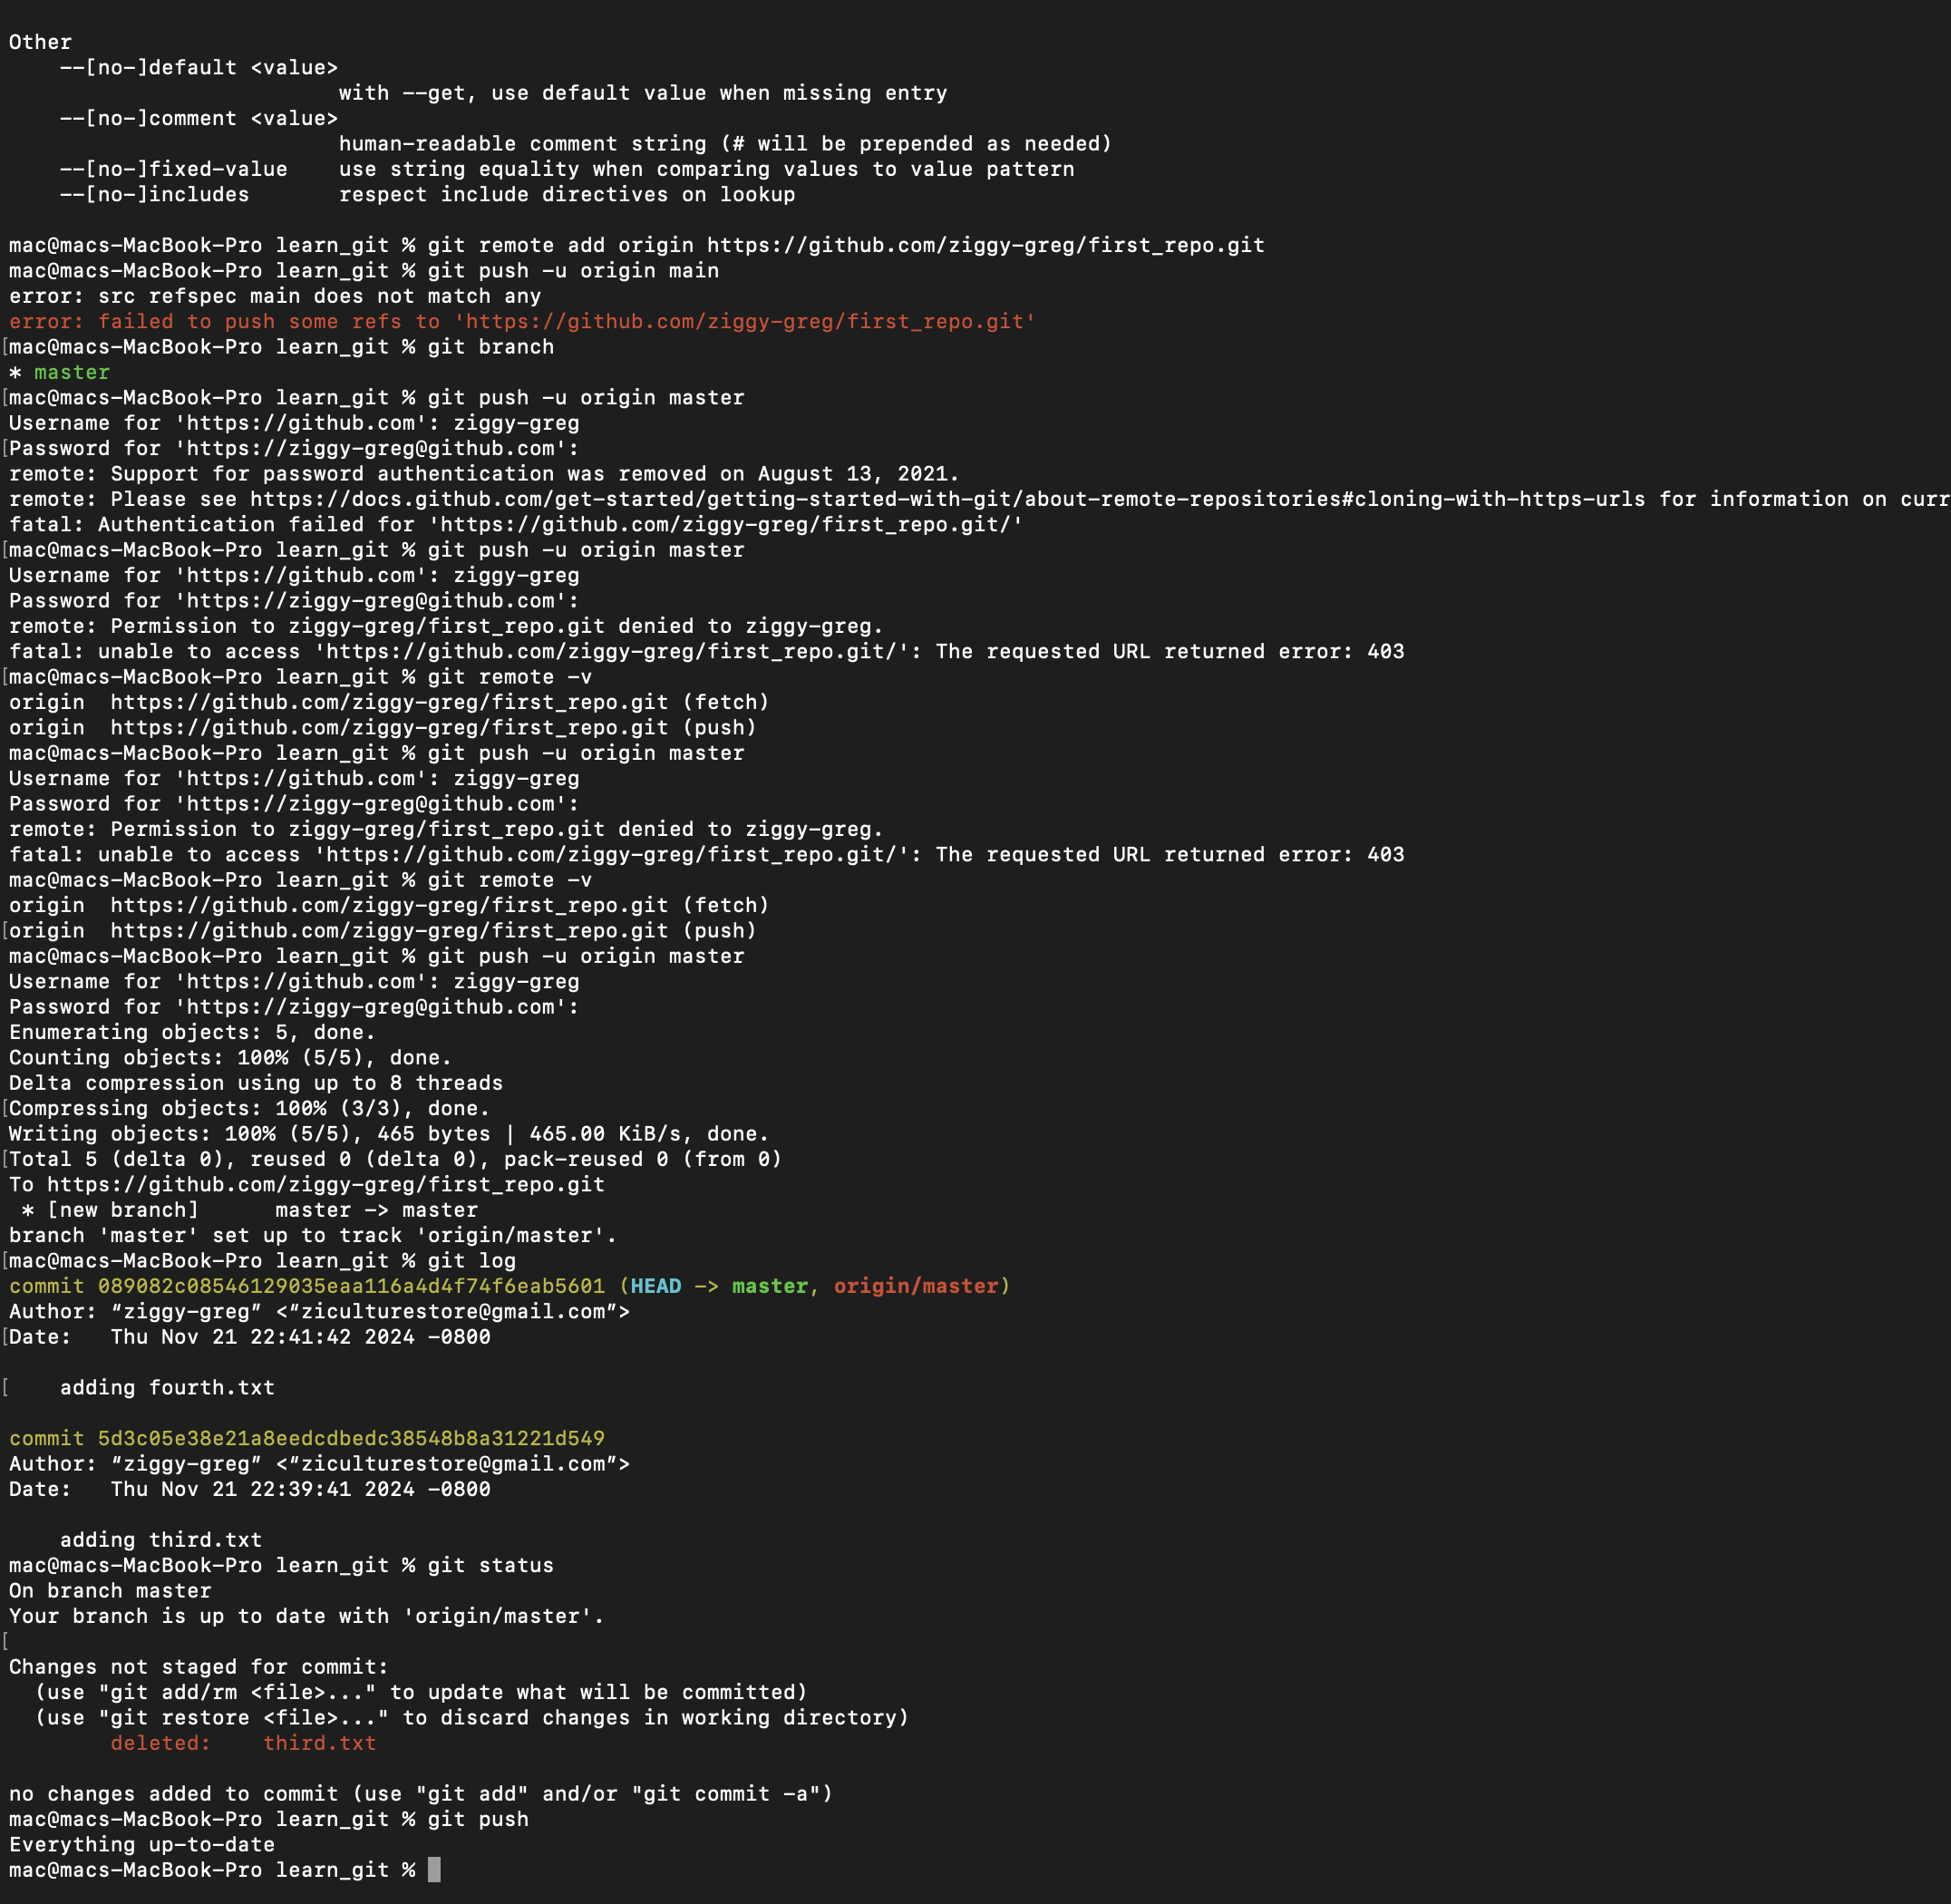 Other
    --[no-]default <value>
                          with --get, use default value when missing entry
    --[no-]comment <value>
                          human-readable comment string (# will be prepended as needed)
    --[no-]fixed-value    use string equality when comparing values to value pattern
    --[no-]includes       respect include directives on lookup
mac@macs-MacBook-Pro learn_git % git remote add origin https://github.com/ziggy-greg/first_repo.git
mac@macs-MacBook-Pro learn_git % git push -u origin main
error: src refspec main does not match any
error: failed to push some refs to 'https://github.com/ziggy-greg/first_repo.git'
[mac@macs-MacBook-Pro learn_git % git branch
* master
[mac@macs-MacBook-Pro learn_git % git push -u origin master
Username for 'https://github.com': ziggy-greg
[Password for 'https://ziggy-greg@github.com':
remote: Support for password authentication was removed on August 13, 2021.
remote: Please see https://docs.github.com/get-started/getting-started-with-git/about-remote-repositories#cloning-with-https-urls for information on curr
fatal: Authentication failed for 'https://github.com/ziggy-greg/first_repo.git/'
[mac@macs-MacBook-Pro learn_git % git push -u origin master
Username for 'https://github.com': ziggy-greg
Password for 'https://ziggy-greg@github.com':
remote: Permission to ziggy-greg/first_repo.git denied to ziggy-greg.
fatal: unable to access 'https://github.com/ziggy-greg/first_repo.git/': The requested URL returned error: 403
[mac@macs-MacBook-Pro learn_git % git remote -v
origin  https://github.com/ziggy-greg/first_repo.git (fetch)
origin  https://github.com/ziggy-greg/first_repo.git (push)
mac@macs-MacBook-Pro learn_git % git push -u origin master
Username for 'https://github.com': ziggy-greg
Password for 'https://ziggy-greg@github.com':
remote: Permission to ziggy-greg/first_repo.git denied to ziggy-greg.
fatal: unable to access 'https://github.com/ziggy-greg/first_repo.git/': The requested URL returned error: 403
mac@macs-MacBook-Pro learn_git % git remote -v
origin  https://github.com/ziggy-greg/first_repo.git (fetch)
[origin  https://github.com/ziggy-greg/first_repo.git (push)
mac@macs-MacBook-Pro learn_git % git push -u origin master
Username for 'https://github.com': ziggy-greg
Password for 'https://ziggy-greg@github.com':
Enumerating objects: 5, done.
Counting objects: 100% (5/5), done.
Delta compression using up to 8 threads
[Compressing objects: 100% (3/3), done.
Writing objects: 100% (5/5), 465 bytes | 465.00 KiB/s, done.
[Total 5 (delta 0), reused 0 (delta 0), pack-reused 0 (from 0)
To https://github.com/ziggy-greg/first_repo.git
 * [new branch]      master -> master
branch 'master' set up to track 'origin/master'.
[mac@macs-MacBook-Pro learn_git % git log
commit 089082c08546129035eaa116a4d4f74f6eab5601 (HEAD -> master, origin/master)
Author: “ziggy-greg” <“ziculturestore@gmail.com”>
[Date:   Thu Nov 21 22:41:42 2024 -0800
[    adding fourth.txt
commit 5d3c05e38e21a8eedcdbedc38548b8a31221d549
Author: “ziggy-greg” <“ziculturestore@gmail.com”>
Date:   Thu Nov 21 22:39:41 2024 -0800
    adding third.txt
mac@macs-MacBook-Pro learn_git % git status
On branch master
Your branch is up to date with 'origin/master'.
[
Changes not staged for commit:
  (use "git add/rm <file>..." to update what will be committed)
  (use "git restore <file>..." to discard changes in working directory)
        deleted:    third.txt
no changes added to commit (use "git add" and/or "git commit -a")
mac@macs-MacBook-Pro learn_git % git push
Everything up-to-date
mac@macs-MacBook-Pro learn_git %